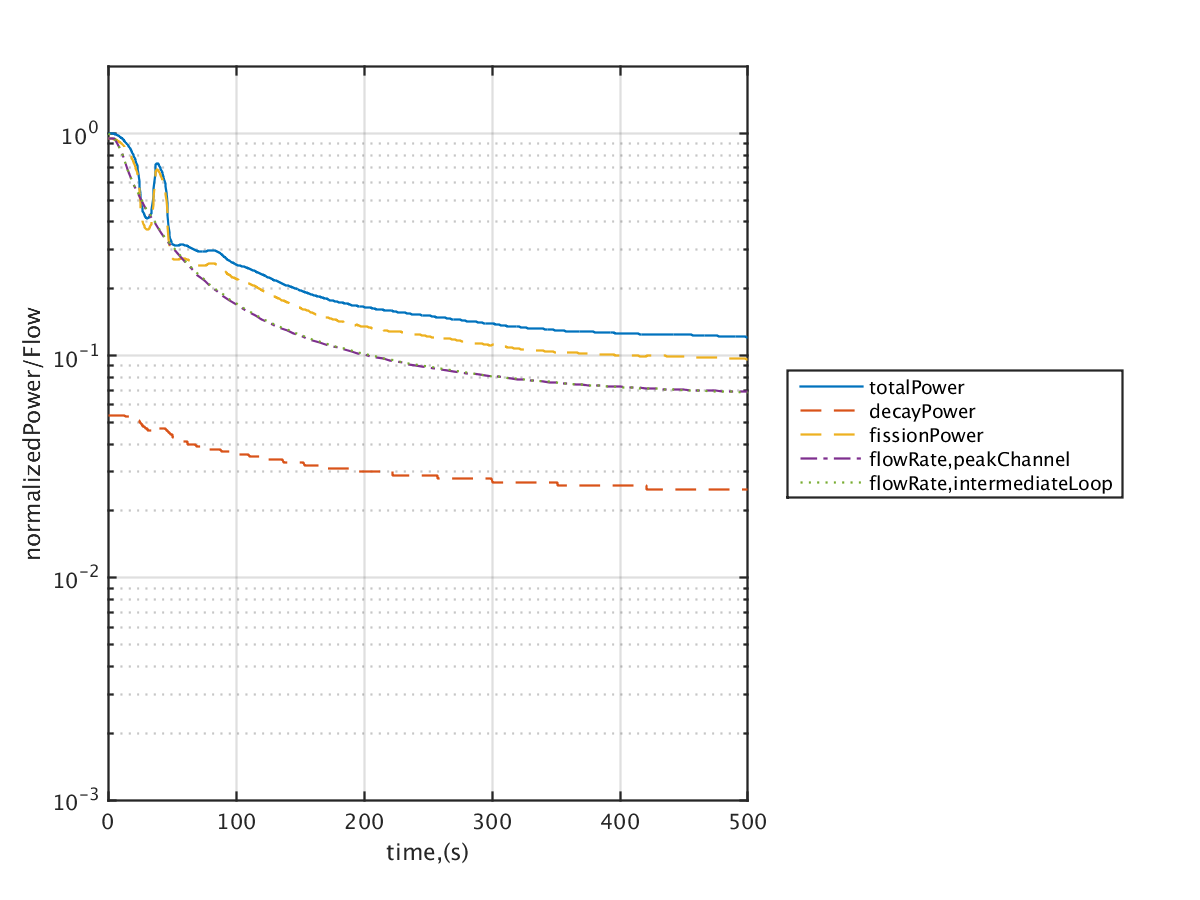 normalizedPower/Flow
10^0
10^-1
10^-2
10^-3
0 100 200 300 400 500
time,(s)
totalPower
decayPower
fissionPower
flowRate,peakChannel
flowRate,intermediateLoop